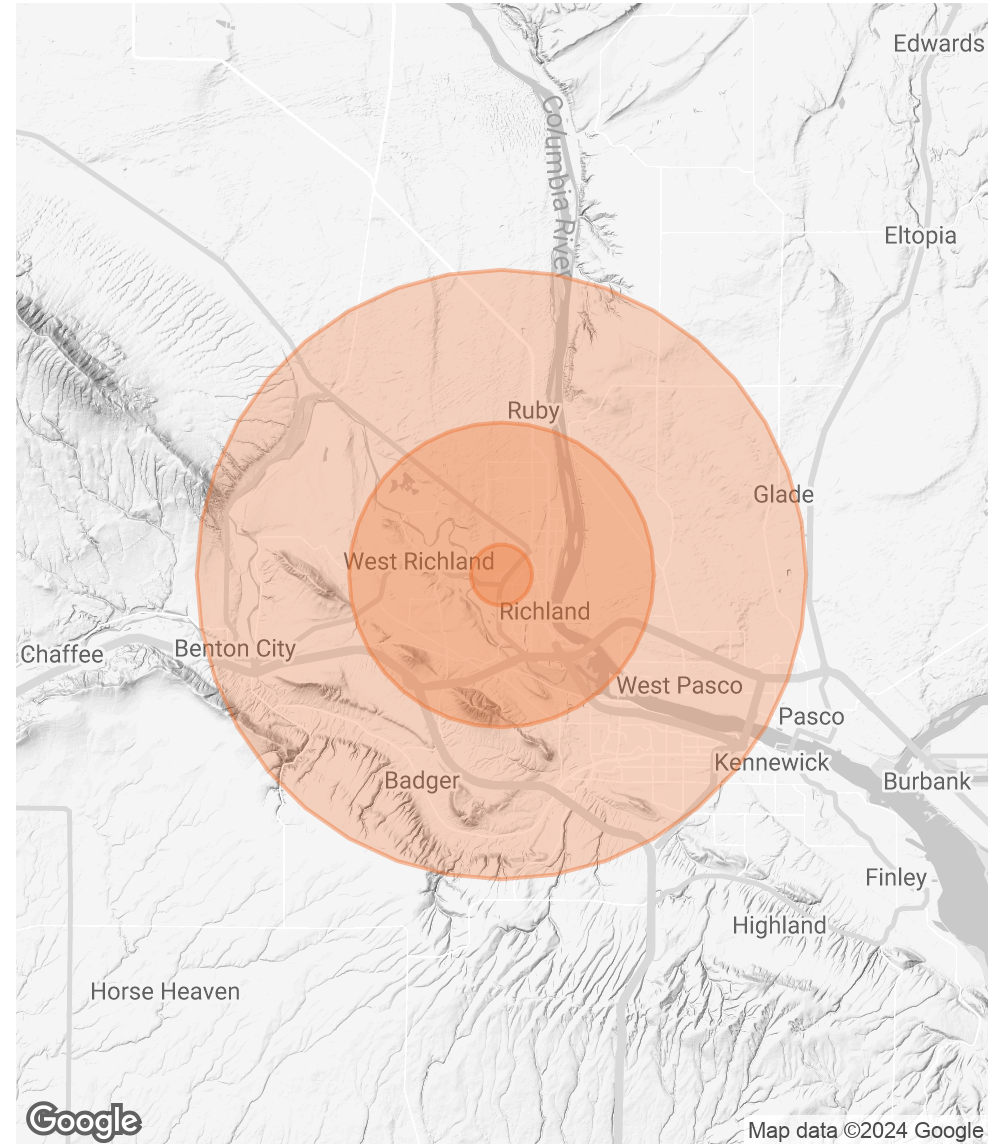 Edwards
Columbia River
Eltopia
Ruby
Glade
West Richland
Richland
Benton City
Chaffee
West Pasco
Pasco
Kennewick
Badger
Burbank
Finley
Highland
Horse Heaven
Google
Map data ©2024 Google